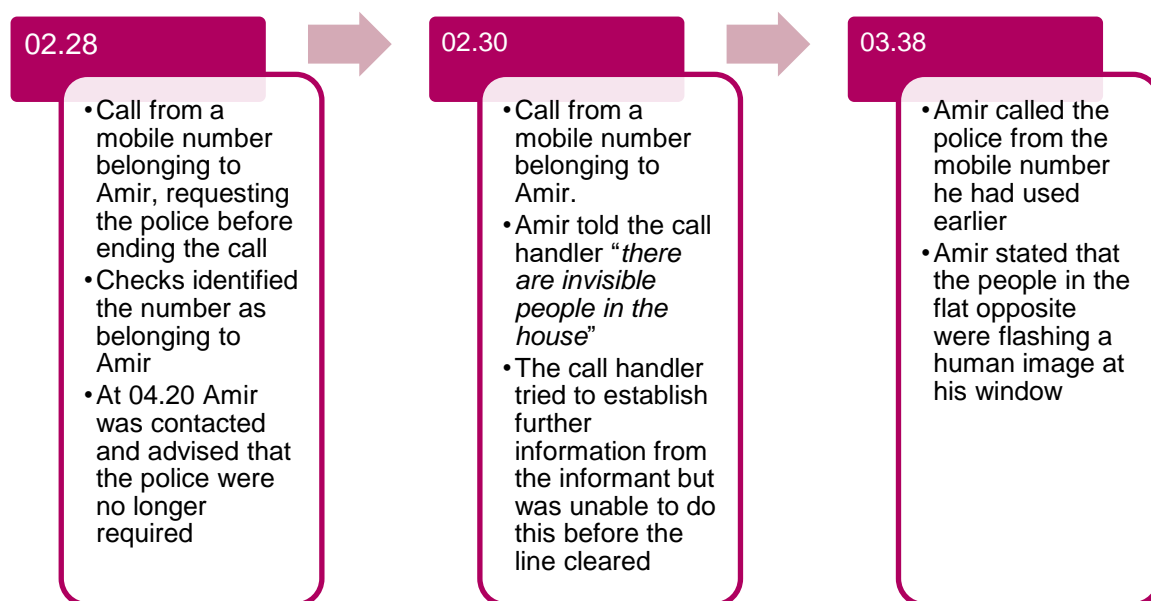 02.28
•Call from a
mobile number
belonging to
Amir, requesting
the police before
ending the call
•Checks identified
the number as
belonging to
Amir
•At 04.20 Amir
was contacted
and advised that
the police were
no longer
required
02.30
•Call from a
mobile number
belonging to
Amir.
•Amir told the call
handler “there
are invisible
people in the
house”
•The call handler
tried to establish
further
information from
the informant but
was unable to do
this before the
line cleared
03.38
•Amir called the
police from the
mobile number
he had used
earlier
•Amir stated that
the people in the
flat opposite
were flashing a
human image at
his window